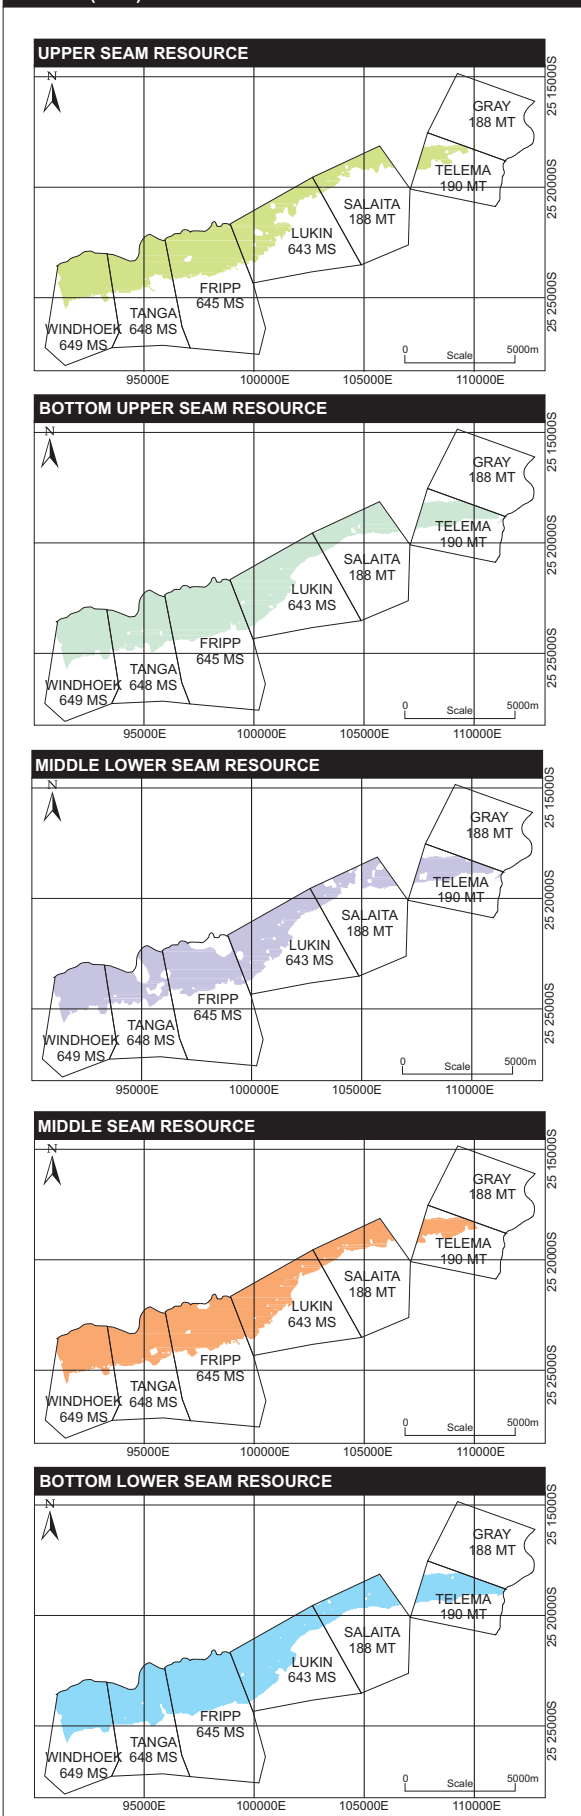 UPPER SEAM RESOURCE
N
25 15000S
GRAY
188 MT
TELEMA
190 MT
25 20000S
SALAITA
188 MT
LUKIN
643 MS
FRIPP
645 MS
25 25000S
TANGA
648 MS
WINDHOEK
649 MS
0 Scale 5000m
95000E 100000E 105000E 110000E
BOTTOM UPPER SEAM RESOURCE
N
25 15000S
GRAY
188 MT
TELEMA
190 MT
25 20000S
SALAITA
188 MT
LUKIN
643 MS
FRIPP
645 MS
25 25000S
TANGA
648 MS
WINDHOEK
649 MS
0 Scale 5000m
95000E 100000E 105000E 110000E
MIDDLE LOWER SEAM RESOURCE
N
25 15000S
GRAY
188 MT
TELEMA
190 MT
25 20000S
SALAITA
188 MT
LUKIN
643 MS
FRIPP
645 MS
25 25000S
TANGA
648 MS
WINDHOEK
649 MS
0 Scale 5000m
95000E 100000E 105000E 110000E
MIDDLE SEAM RESOURCE
N
25 15000S
GRAY
188 MT
TELEMA
190 MT
25 20000S
SALAITA
188 MT
LUKIN
643 MS
FRIPP
645 MS
25 25000S
TANGA
648 MS
WINDHOEK
649 MS
0 Scale 5000m
95000E 100000E 105000E 110000E
BOTTOM LOWER SEAM RESOURCE
N
25 15000S
GRAY
188 MT
TELEMA
190 MT
25 20000S
SALAITA
188 MT
LUKIN
643 MS
FRIPP
645 MS
25 25000S
TANGA
648 MS
WINDHOEK
649 MS
0 Scale 5000m
95000E 100000E 105000E 110000E